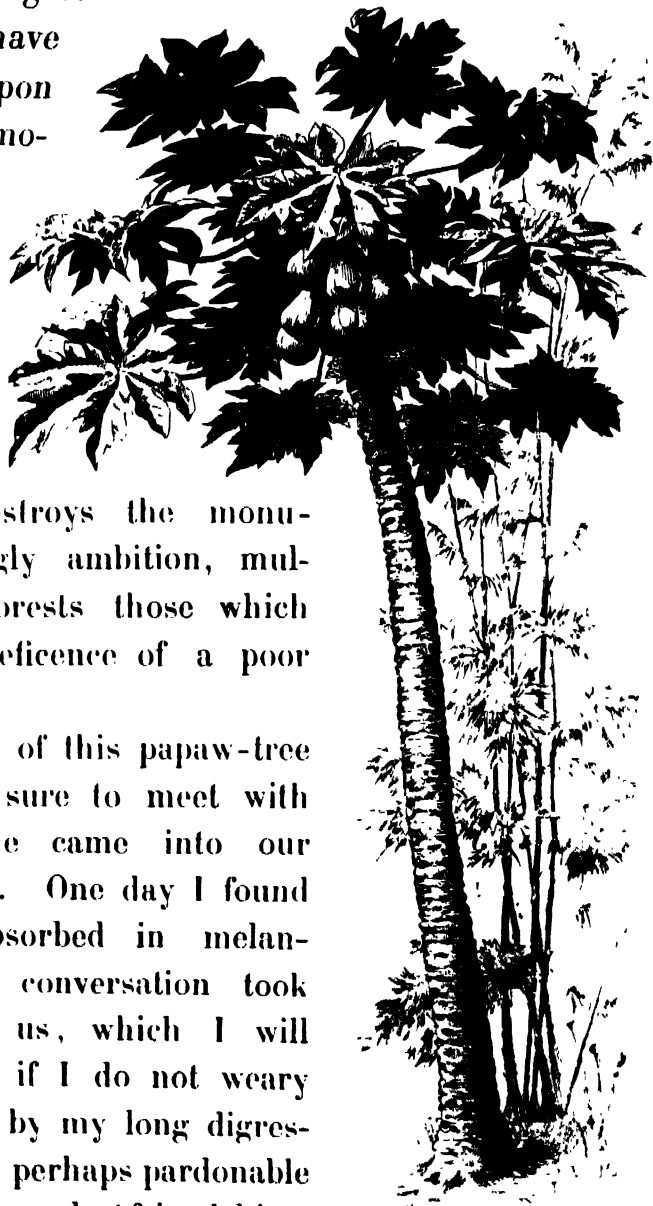 have
pon
mo-
stroys the monu-
gly ambition, mul-
orests those which
eficence of a poor
of this papaw-tree
sure to meet with
e came into our
. One day I found
bsorbed in melan-
conversation took
us, which I will
if I do not weary
by my long digres-
perhaps pardonable